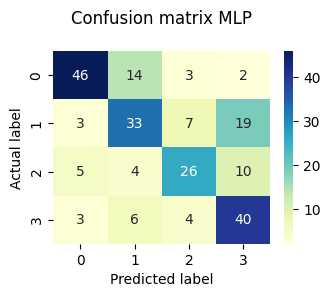 Confusion matrix MLP
Actual label
0 46 14 3 2
1 3 33 7 19
2 5 4 26 10
3 3 6 4 40
0 1 2 3
Predicted label
40
30
20
10